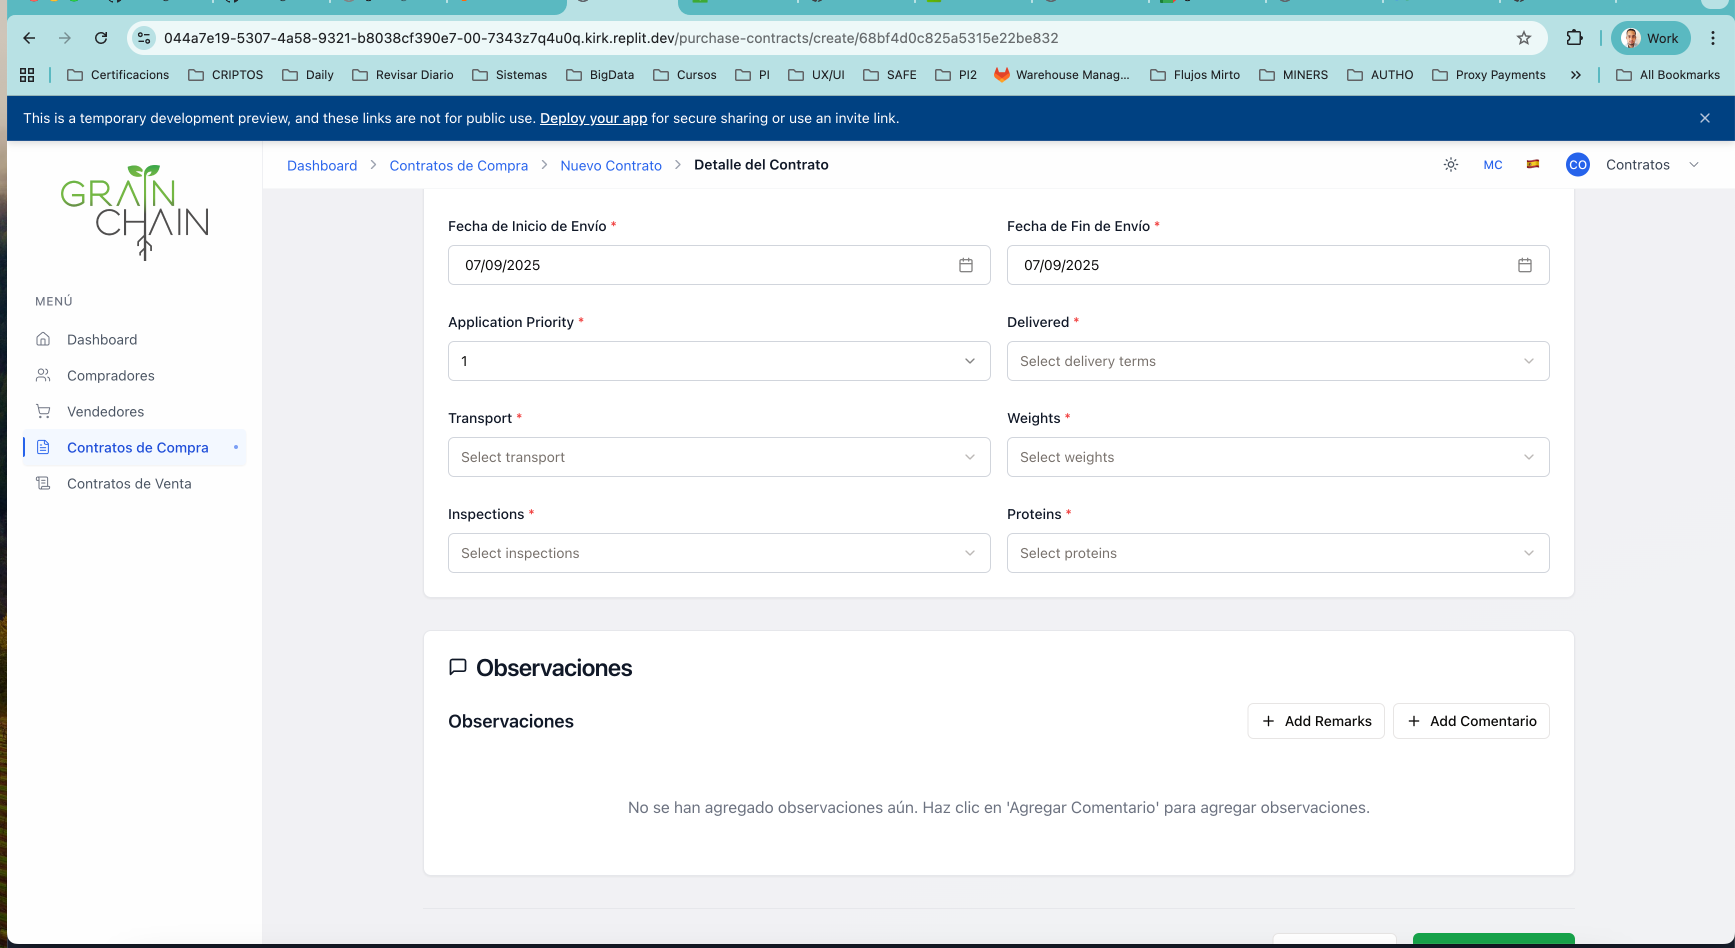 044a7e19-5307-4a58-9321-b8038cf390e7-00-7343z7q4u0q.kirk.replit.dev/purchase-contracts/create/68bf4d0c825a5315e22be832
Work
Certificacions CRIPTOS Daily Revisar Diario Sistemas BigData Cursos PI UX/UI SAFE PI2 Warehouse Manag... Flujos Mirto MINERS AUTHO Proxy Payments » All Bookmarks
This is a temporary development preview, and these links are not for public use. Deploy your app for secure sharing or use an invite link.
GRAIN
CHAIN
Dashboard > Contratos de Compra > Nuevo Contrato > Detalle del Contrato
MC
CO Contratos
MENÚ
Dashboard
Compradores
Vendedores
Contratos de Compra
Contratos de Venta
Fecha de Inicio de Envío * Fecha de Fin de Envío *
07/09/2025 07/09/2025
Application Priority * Delivered *
1 Select delivery terms
Transport * Weights *
Select transport Select weights
Inspections * Proteins *
Select inspections Select proteins
Observaciones
Observaciones
+ Add Remarks + Add Comentario
No se han agregado observaciones aún. Haz clic en 'Agregar Comentario' para agregar observaciones.